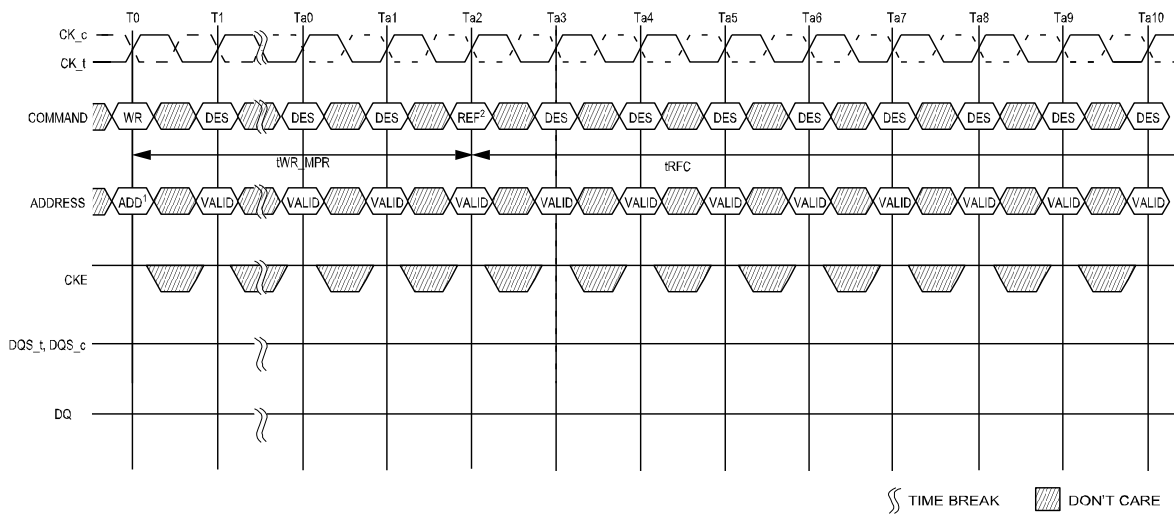 T0 T1 Ta0 Ta1 Ta2 Ta3 Ta4 Ta5 Ta6 Ta7 Ta8 Ta9 Ta10
CK_c
CK_t
COMMAND WR DES DES DES REF2 DES DES DES DES DES DES DES DES
tWR_MPR tRFC
ADDRESS ADD1 VALID VALID VALID VALID VALID VALID VALID VALID VALID VALID VALID VALID
CKE
DQS_t, DQS_c
DQ
TIME BREAK DON'T CARE